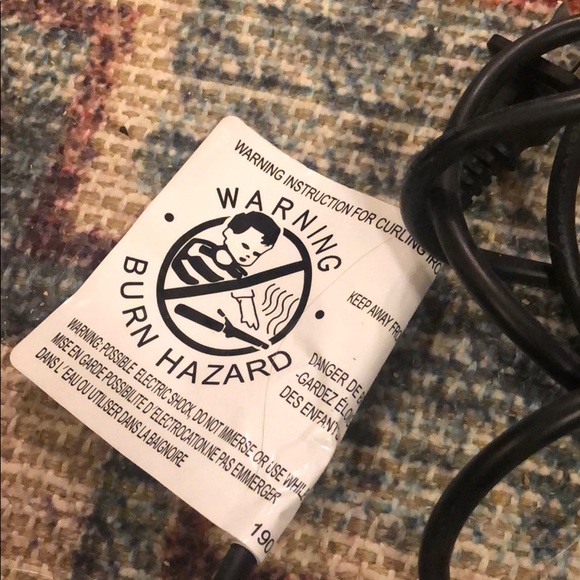 WARNING INSTRUCTION FOR CURLING IRO
WARNING
BURN HAZARD
KEEP AWAY FRO
DANGER DE
-GARDEZ ÉLO
DES ENFANT
WARNING: POSSIBLE ELECTRIC SHOCK, DO NOT IMMERSE OR USE WHIL
MISE EN GARDE POSSIBILITE D'ELECTROCATION.NE PAS EMMERGER
DANS L'EAU OU UTILISER DANS LA BAIGNOIRE
190